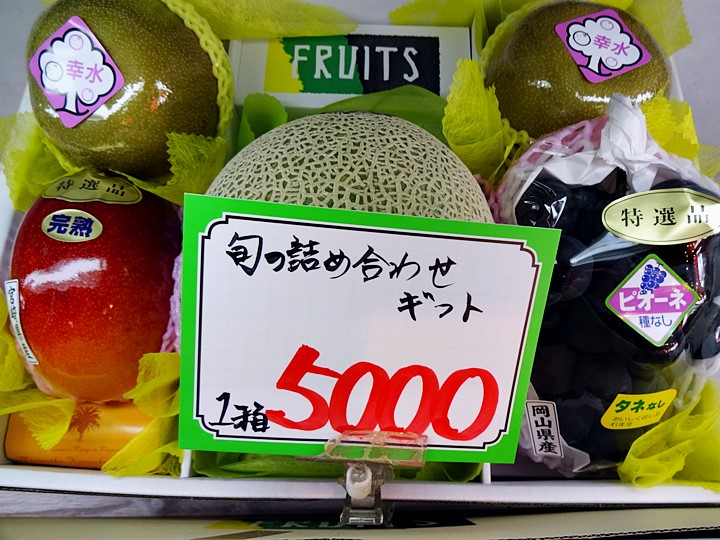 幸水
FRUITS
幸水
特選品
完熟
特選品
ピオーネ
種なし
旬の詰め合わせ
ギフト
1箱 5000
タネなし
岡山県産